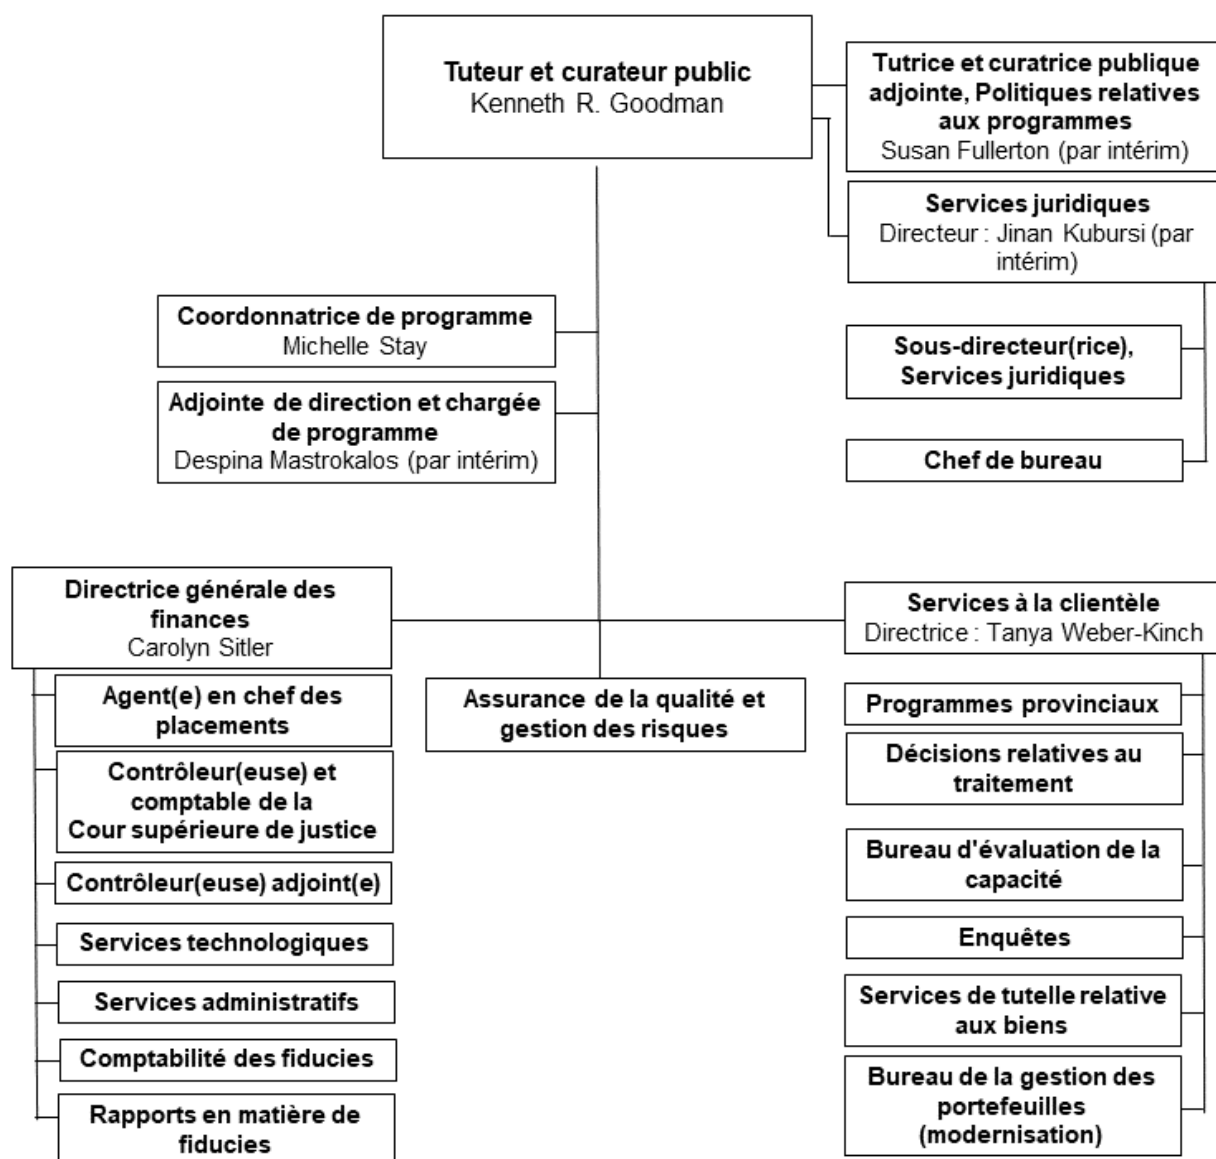 Tuteur et curateur public
Kenneth R. Goodman
Tutrice et curatrice publique
adjointe, Politiques relatives
aux programmes
Susan Fullerton (par intérim)
Services juridiques
Directeur : Jinan Kubursi (par
intérim)
Sous-directeur(rice),
Services juridiques
Chef de bureau
Coordonnatrice de programme
Michelle Stay
Adjointe de direction et chargée
de programme
Despina Mastrokalos (par intérim)
Directrice générale des
finances
Carolyn Sitler
Agent(e) en chef des
placements
Contrôleur(euse) et
comptable de la
Cour supérieure de justice
Contrôleur(euse) adjoint(e)
Services technologiques
Services administratifs
Comptabilité des fiducies
Rapports en matière de
fiducies
Assurance de la qualité et
gestion des risques
Services à la clientèle
Directrice : Tanya Weber-Kinch
Programmes provinciaux
Décisions relatives au
traitement
Bureau d'évaluation de la
capacité
Enquêtes
Services de tutelle relative
aux biens
Bureau de la gestion des
portefeuilles
(modernisation)